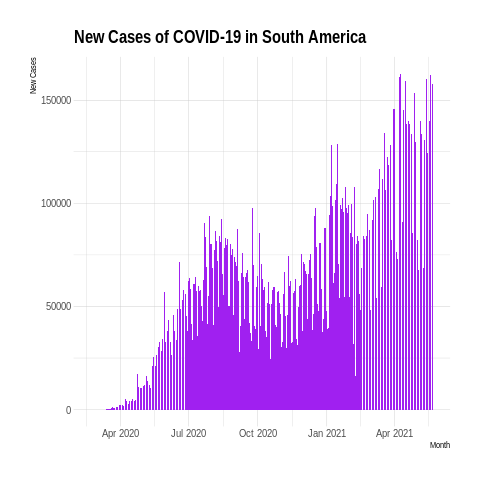 New Cases of COVID-19 in South America
New Cases
150000
100000
50000
0
Apr 2020 Jul 2020 Oct 2020 Jan 2021 Apr 2021
Month